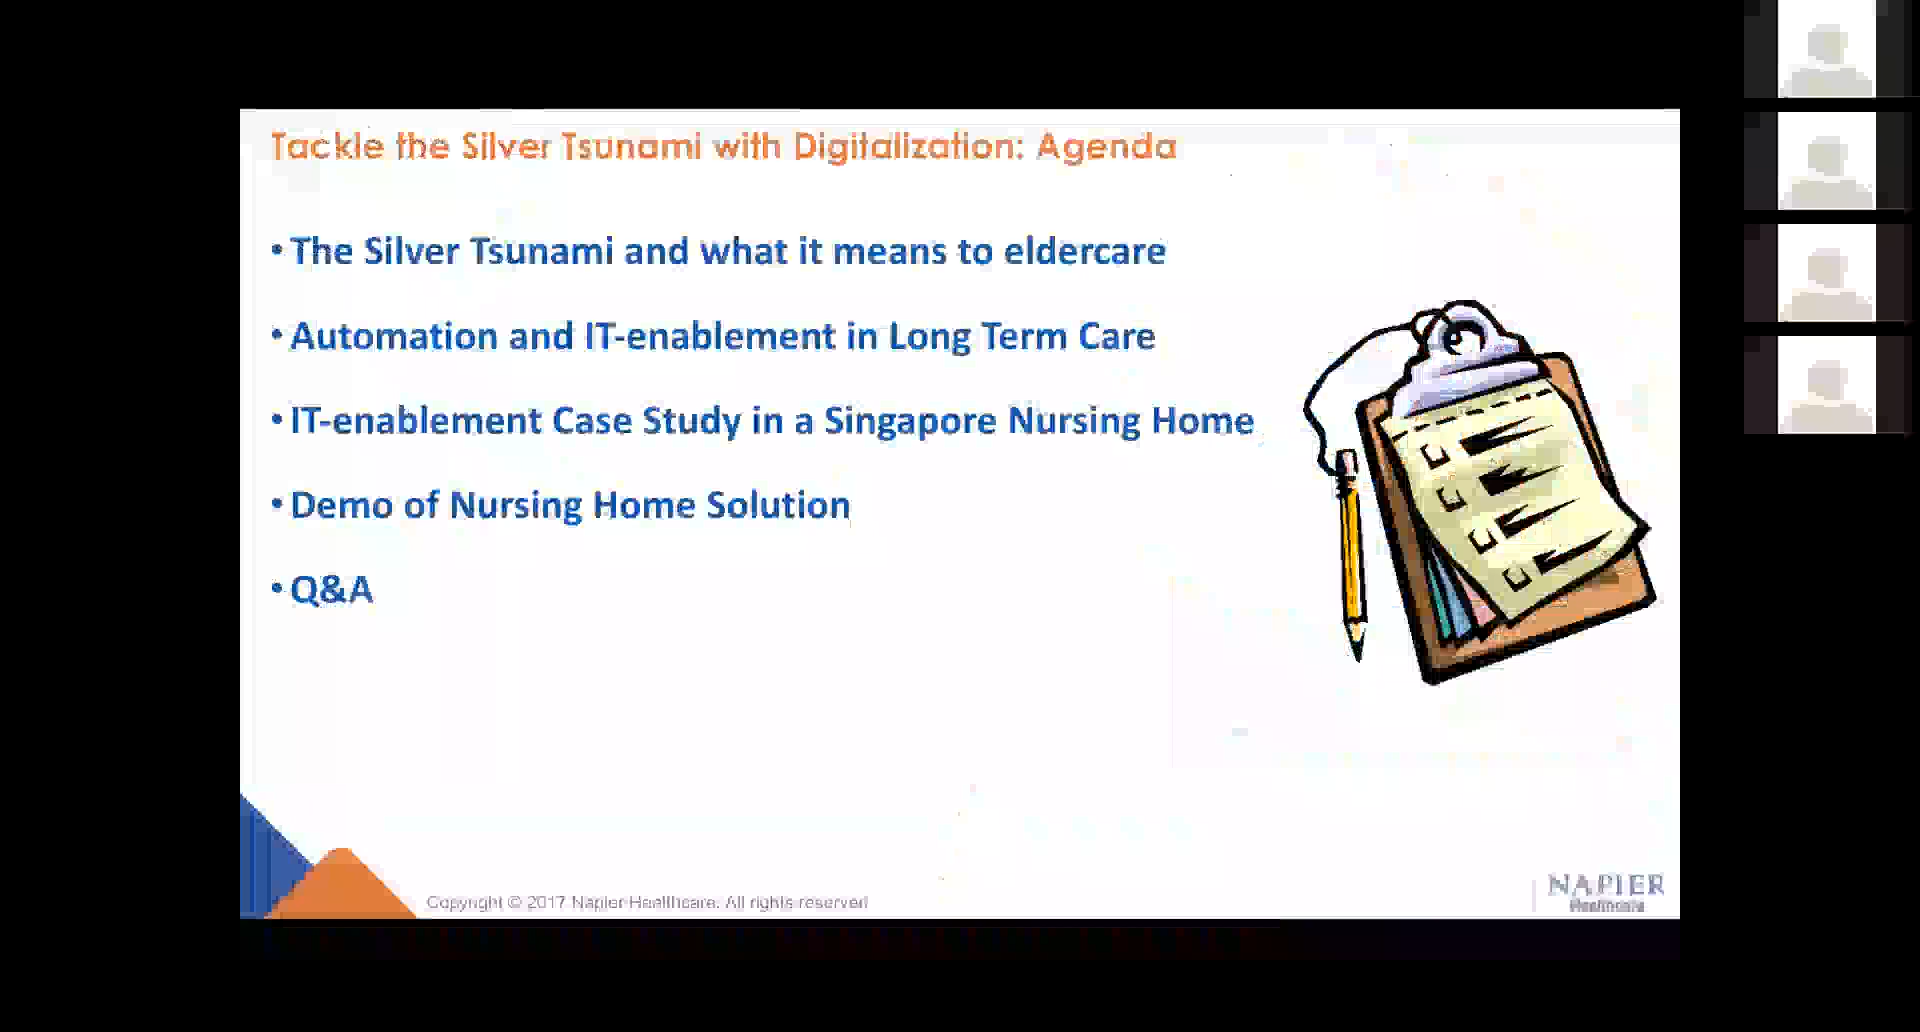 Tackle the Silver Tsunami with Digitalization: Agenda
• The Silver Tsunami and what it means to eldercare
• Automation and IT-enablement in Long Term Care
• IT-enablement Case Study in a Singapore Nursing Home
• Demo of Nursing Home Solution
• Q&A
Copyright © 2017 Napier Healthcare. All rights reserved
NAPIER
Healthcare